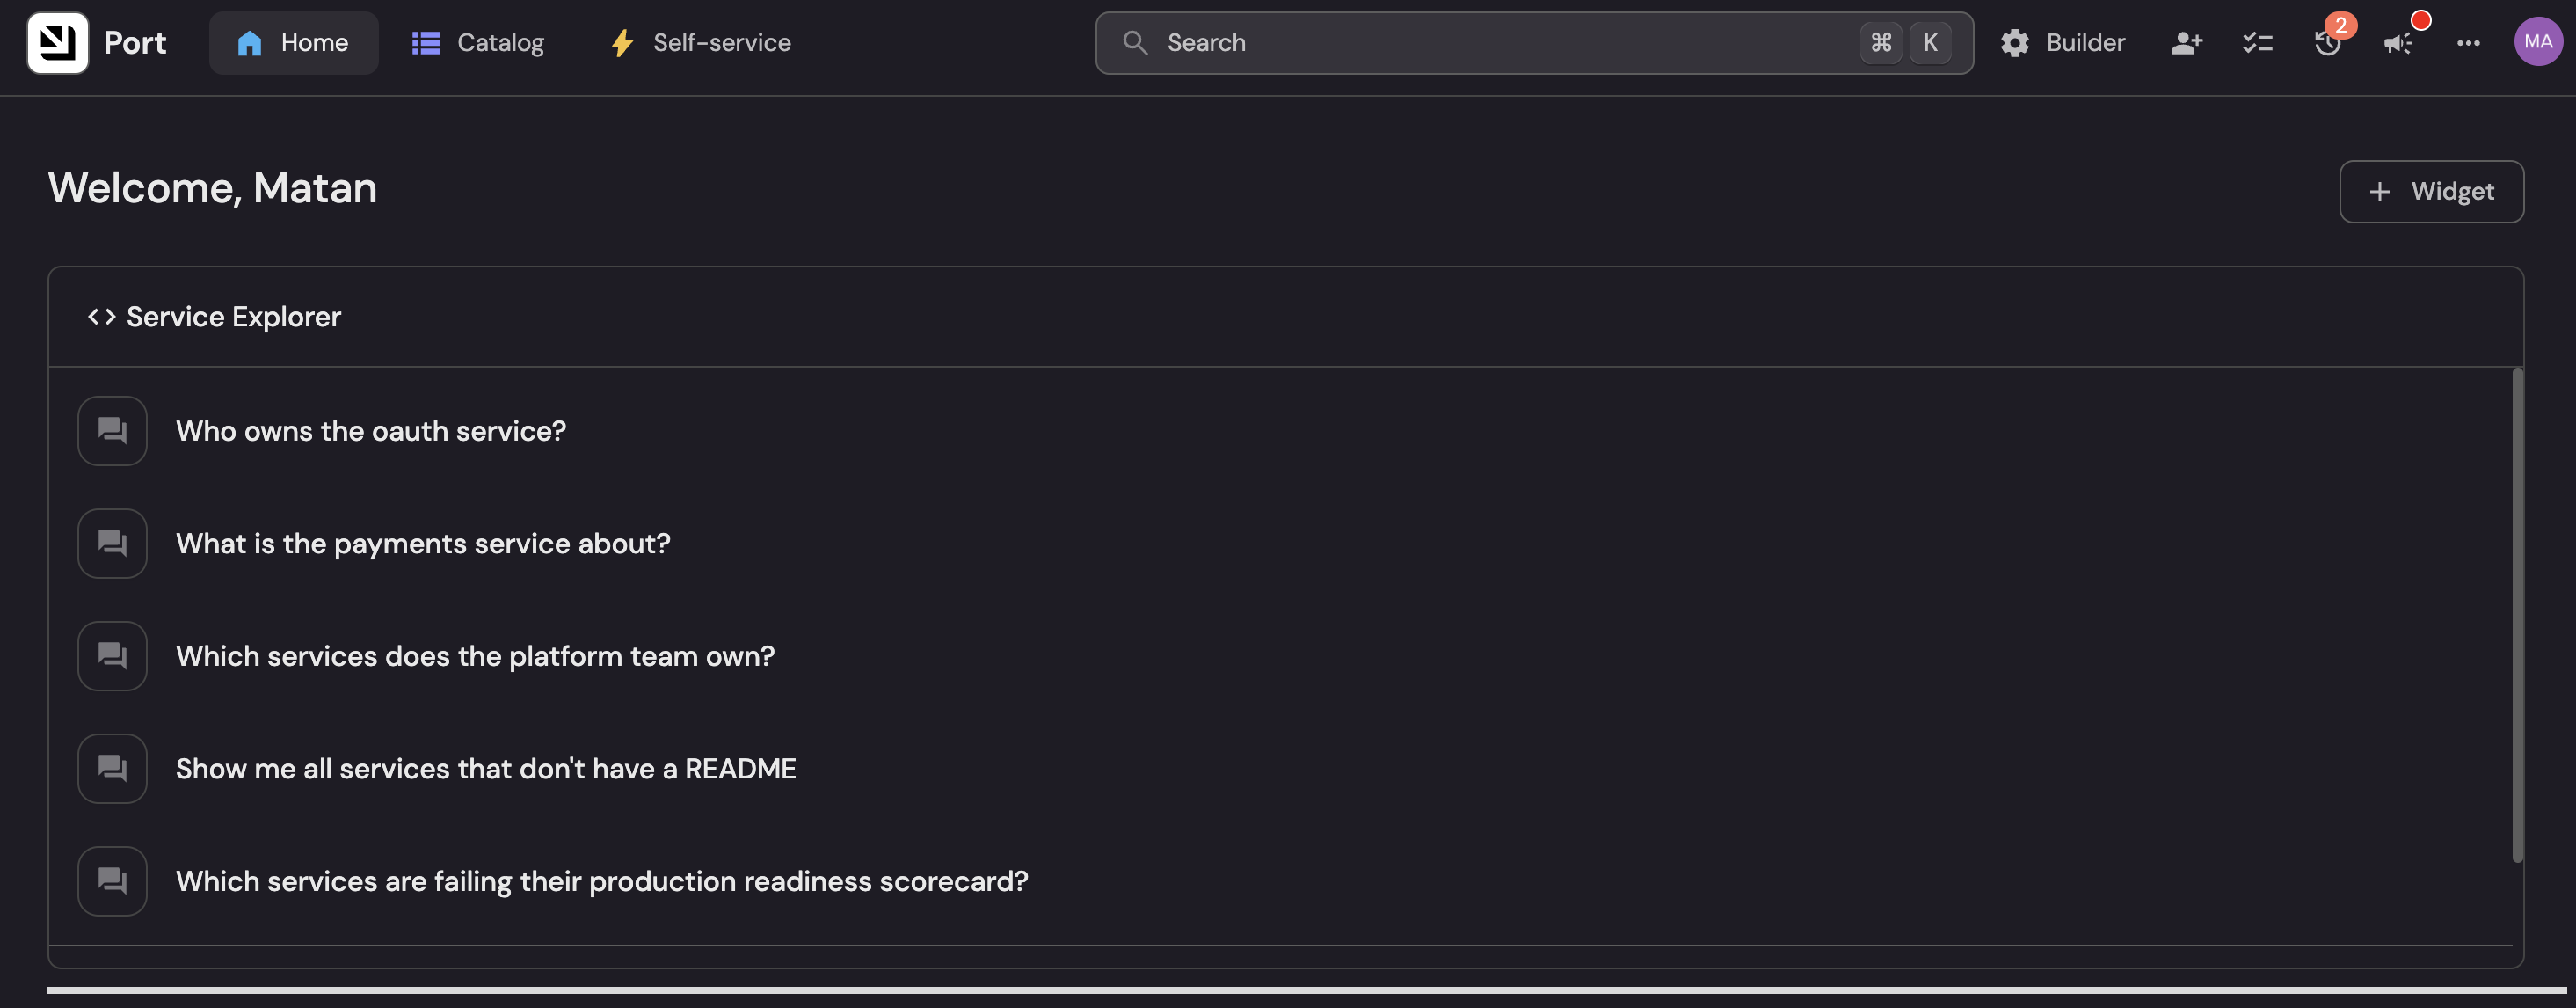 Port Home Catalog Self-service Search ⌘ K Builder 2 MA
Welcome, Matan
+ Widget
<> Service Explorer
Who owns the oauth service?
What is the payments service about?
Which services does the platform team own?
Show me all services that don't have a README
Which services are failing their production readiness scorecard?